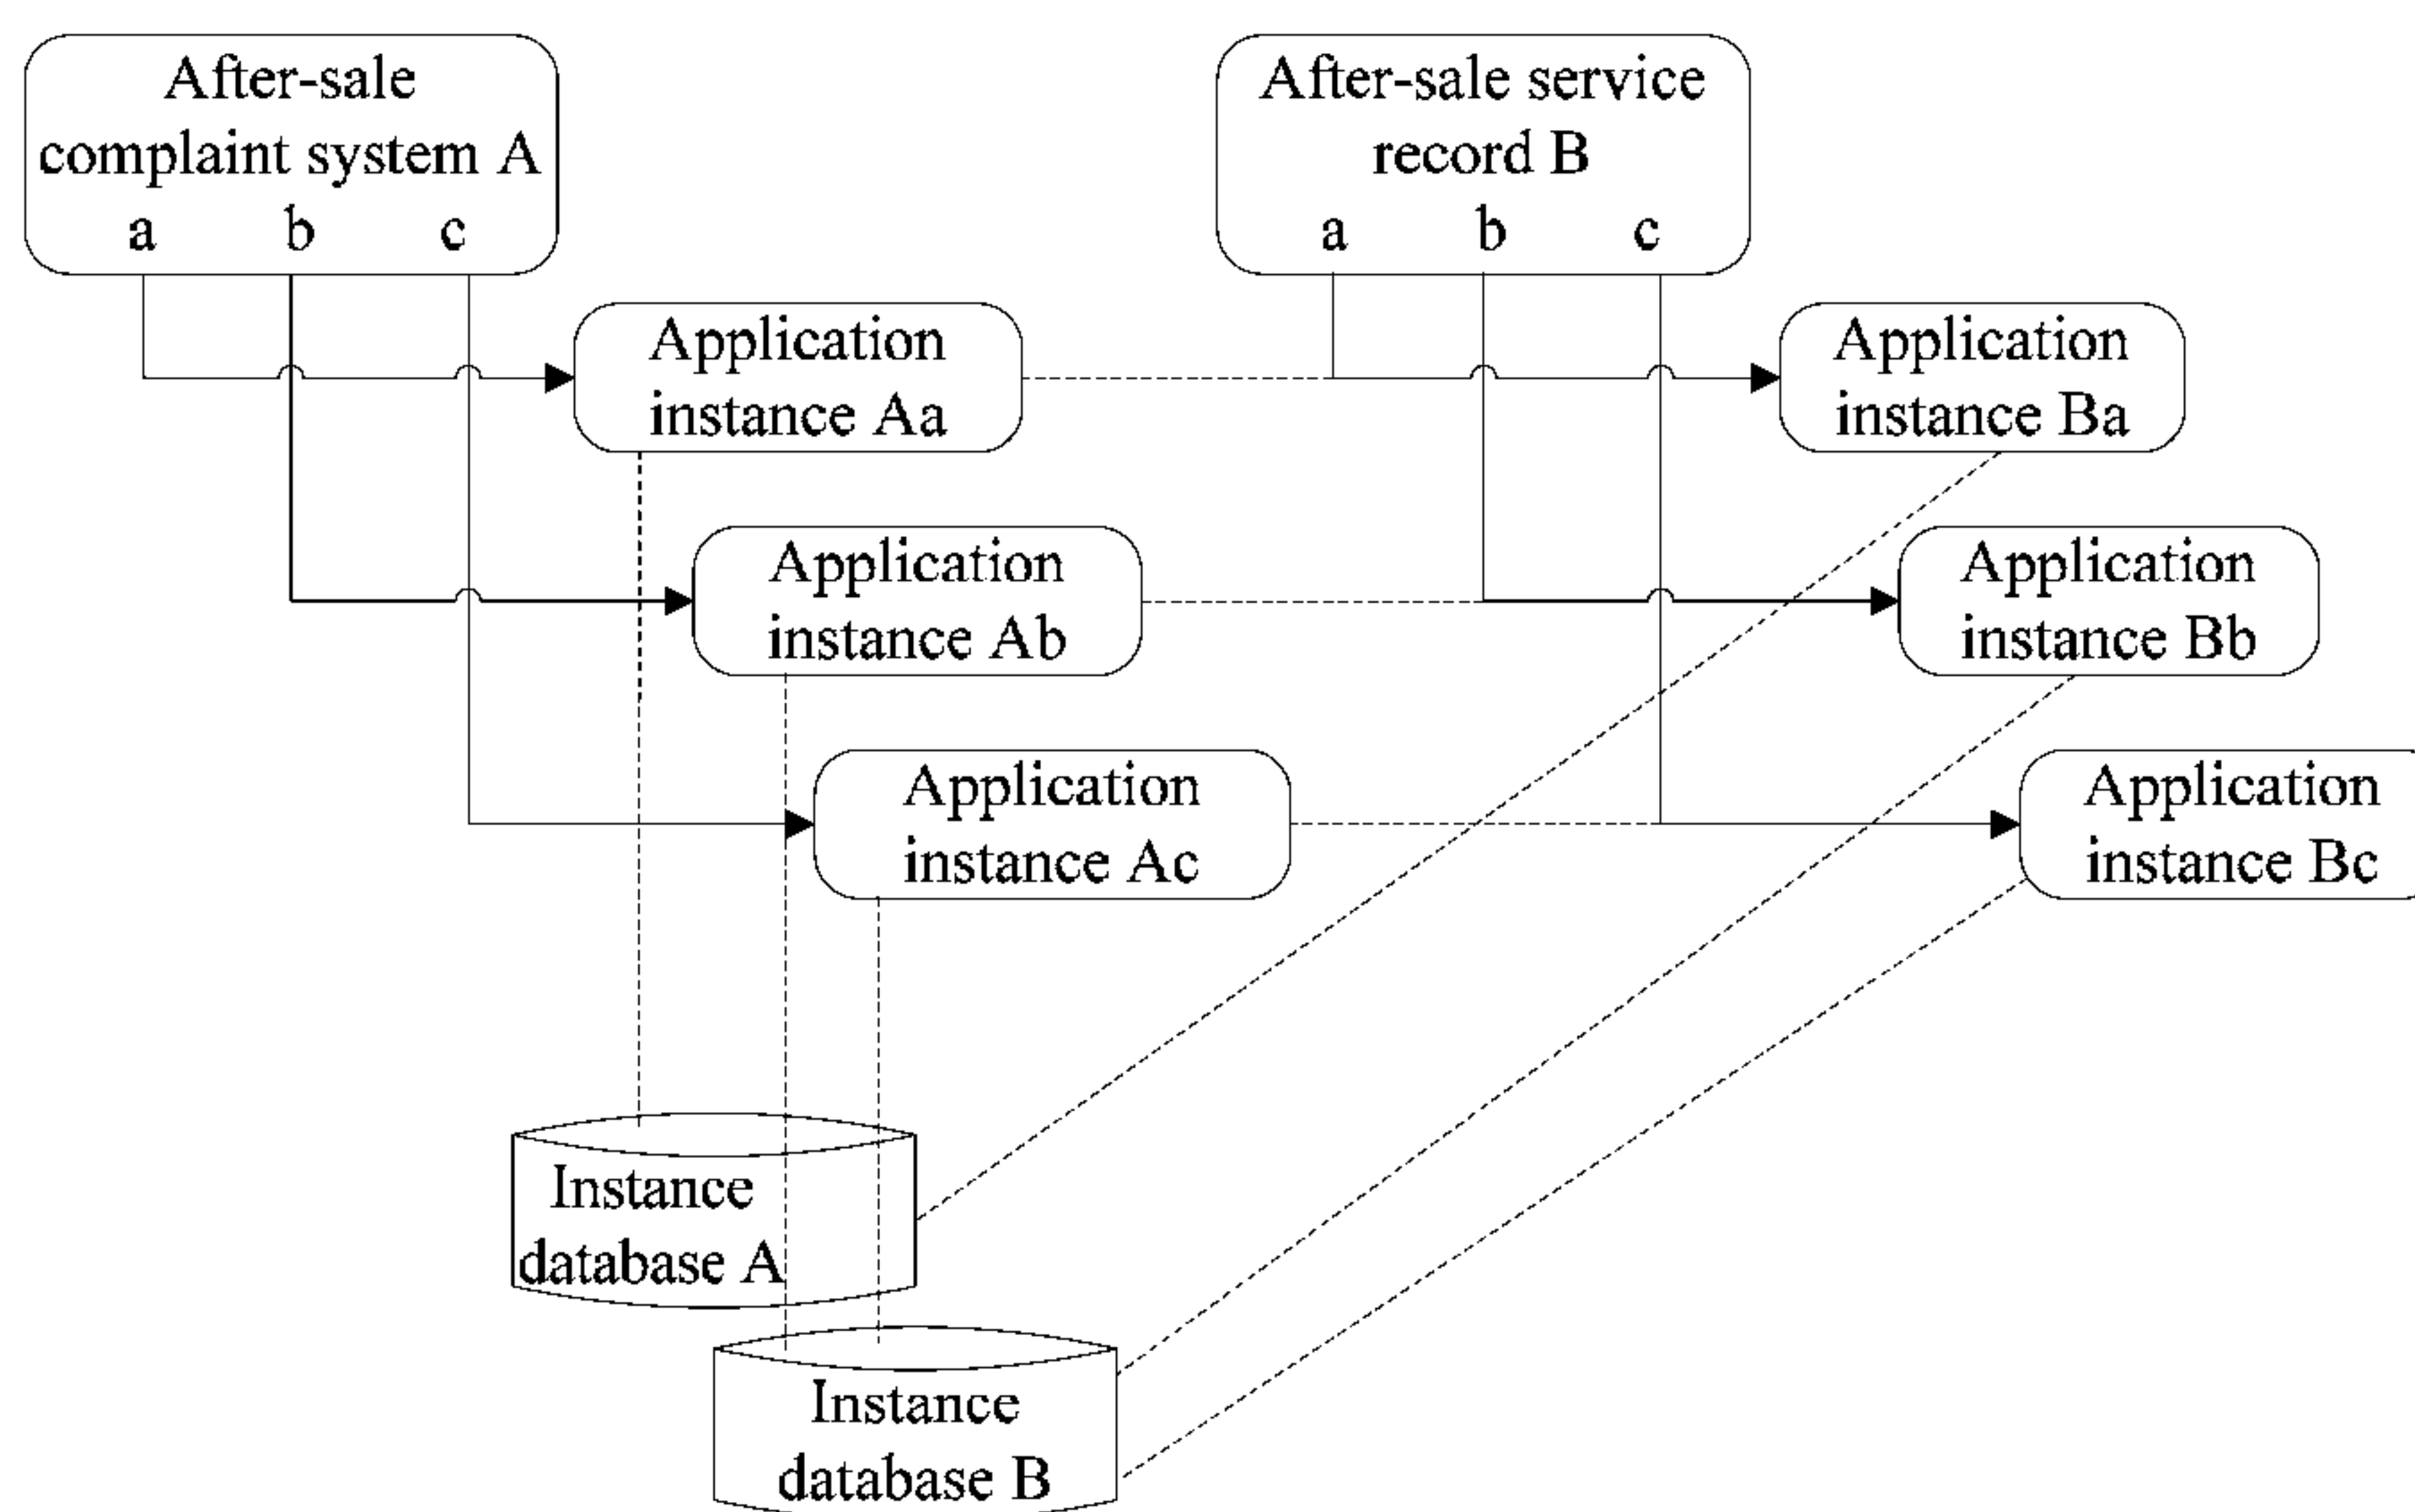 After-sale
complaint system A
a b c
After-sale service
record B
a b c
Application
instance Aa
Application
instance Ba
Application
instance Ab
Application
instance Bb
Application
instance Ac
Application
instance Bc
Instance
database A
Instance
database B